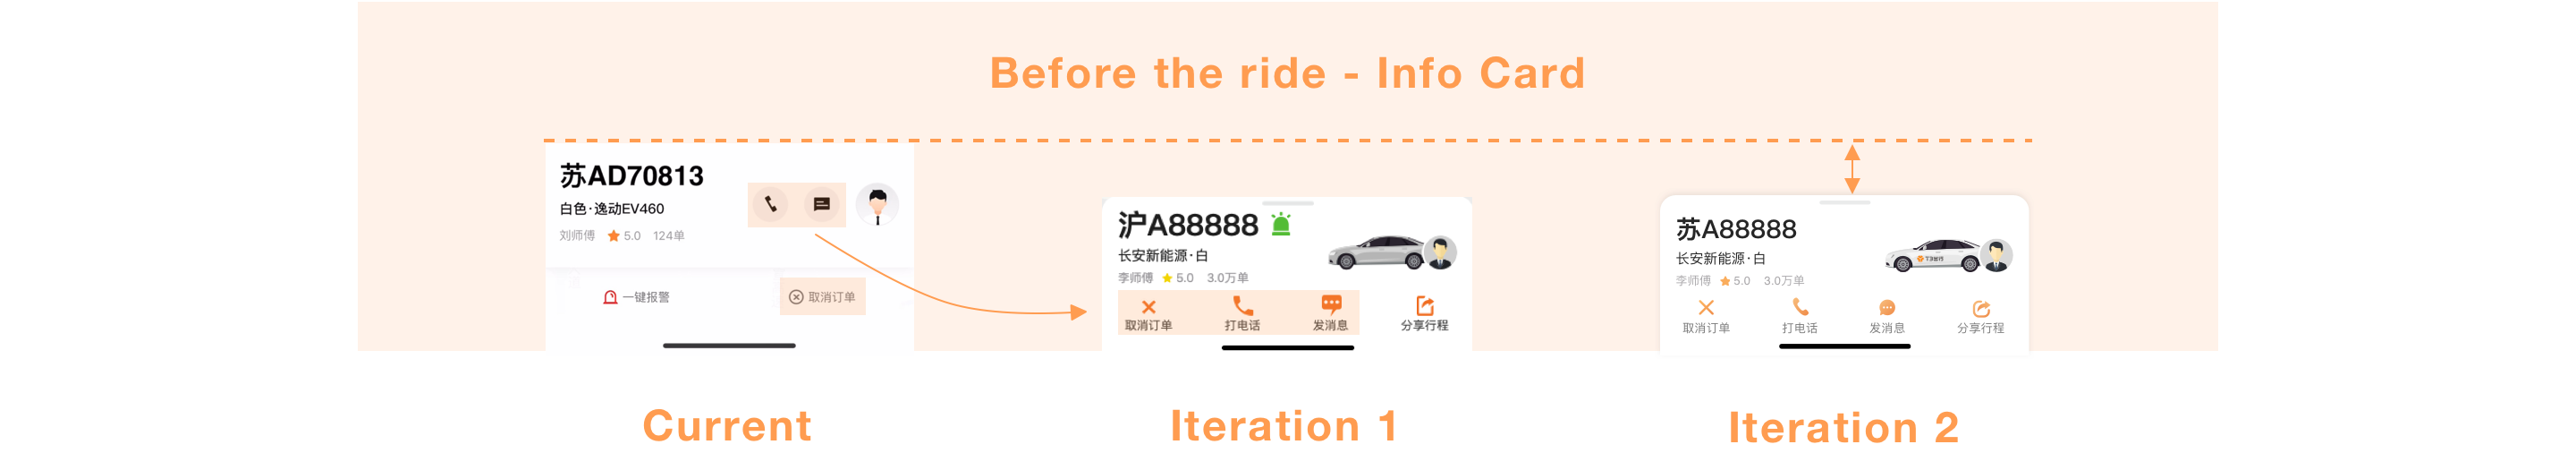 Before the ride - Info Card
苏AD70813
白色·逸动EV460
刘师傅 5.0 124单
一键报警 取消订单
沪A88888
长安新能源·白
李师傅 5.0 3.0万单
取消订单 打电话 发消息 分享行程
苏A88888
长安新能源·白
李师傅 5.0 3.0万单
取消订单 打电话 发消息 分享行程
Current
Iteration 1
Iteration 2